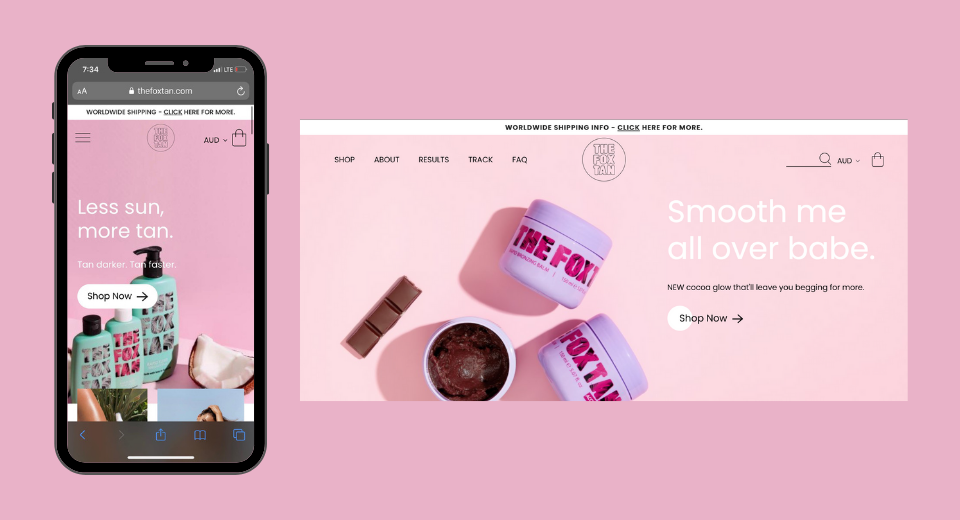 7:34
LTE
AA
thefoxtan.com
WORLDWIDE SHIPPING - CLICK HERE FOR MORE.
THE
FOX
TAN
AUD
Less sun,
more tan.
Tan darker. Tan faster.
Shop Now
THE
FOX
TAN
WORLDWIDE SHIPPING INFO - CLICK HERE FOR MORE.
SHOP
ABOUT
RESULTS
TRACK
FAQ
THE
FOX
TAN
AUD
Smooth me
all over babe.
NEW cocoa glow that'll leave you begging for more.
Shop Now
THE FOX T
BRONZING BALM
FOX TAN